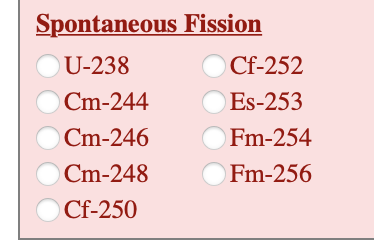 Spontaneous Fission
U-238
Cm-244
Cm-246
Cm-248
Cf-250
Cf-252
Es-253
Fm-254
Fm-256